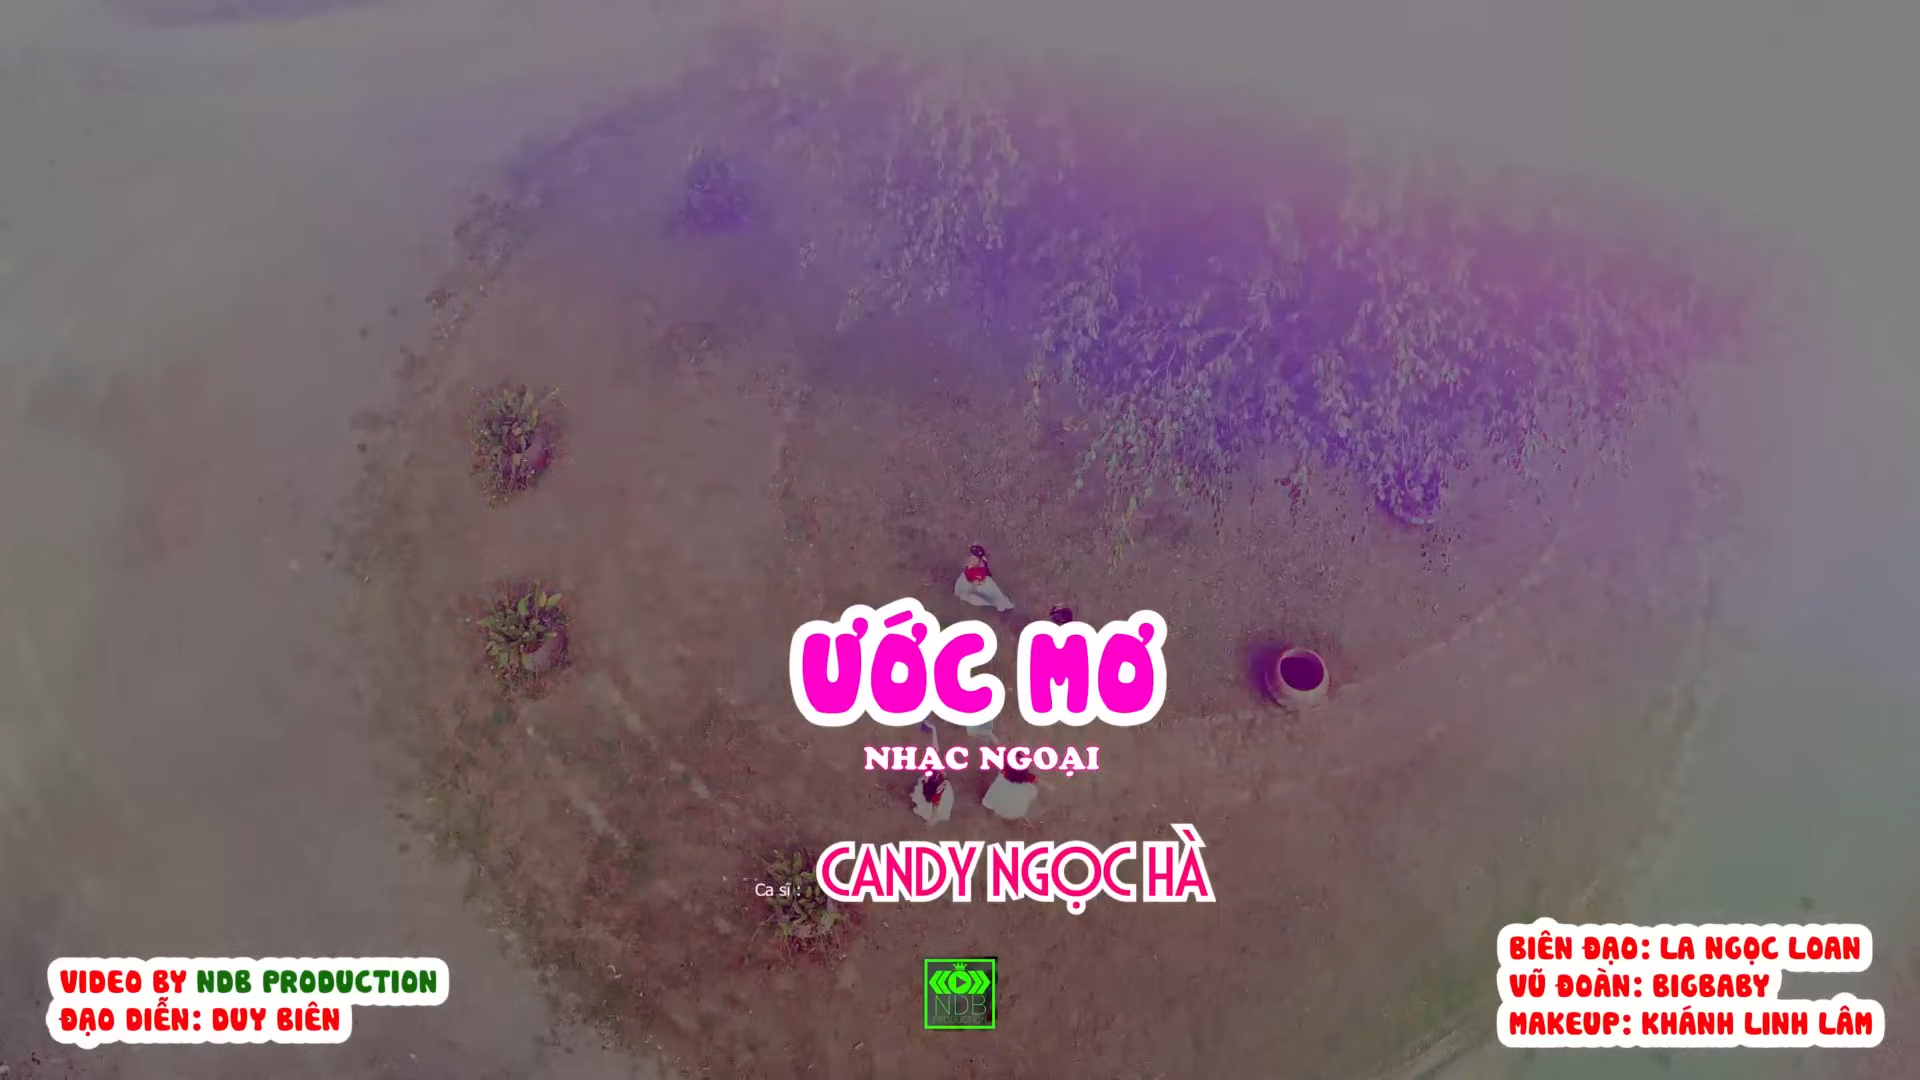 ƯỚC MƠ
NHẠC NGOẠI
Ca sĩ : CANDY NGỌC HÀ
VIDEO BY NDB PRODUCTION
ĐẠO DIỄN: DUY BIÊN
NDB
PRODUCTION
BIÊN ĐẠO: LA NGỌC LOAN
VŨ ĐOÀN: BIGBABY
MAKEUP: KHÁNH LINH LÂM